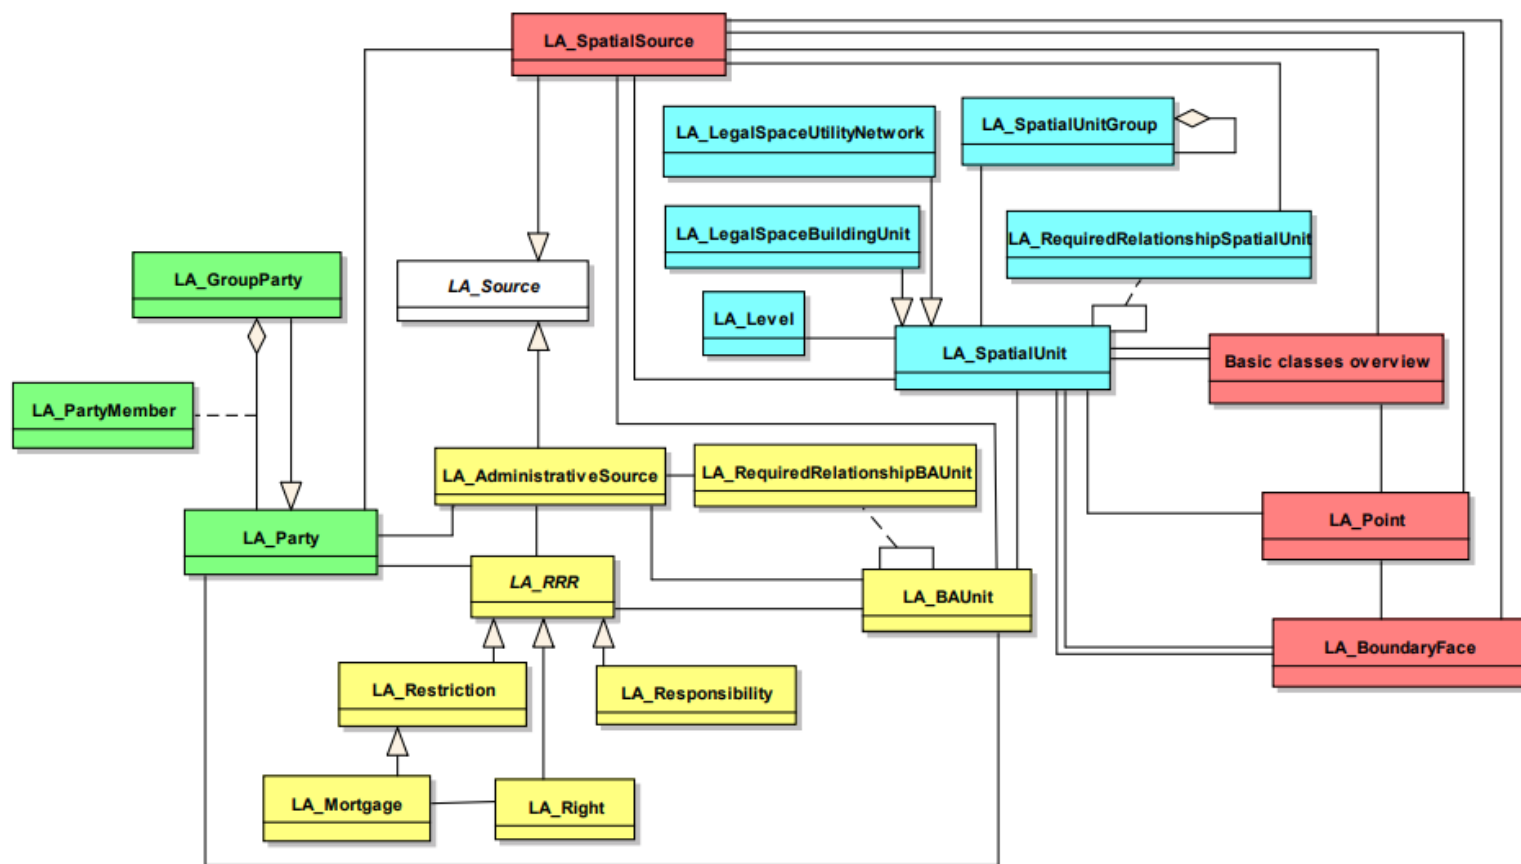 LA_SpatialSource
LA_LegalSpaceUtilityNetwork
LA_SpatialUnitGroup
LA_LegalSpaceBuildingUnit
LA_RequiredRelationshipSpatialUnit
LA_GroupParty
LA_Source
LA_Level
LA_SpatialUnit
Basic classes overview
LA_PartyMember
LA_AdministrativeSource
LA_RequiredRelationshipBAUnit
LA_Party
LA_Point
LA_RRR
LA_BAUnit
LA_BoundaryFace
LA_Restriction
LA_Responsibility
LA_Mortgage
LA_Right